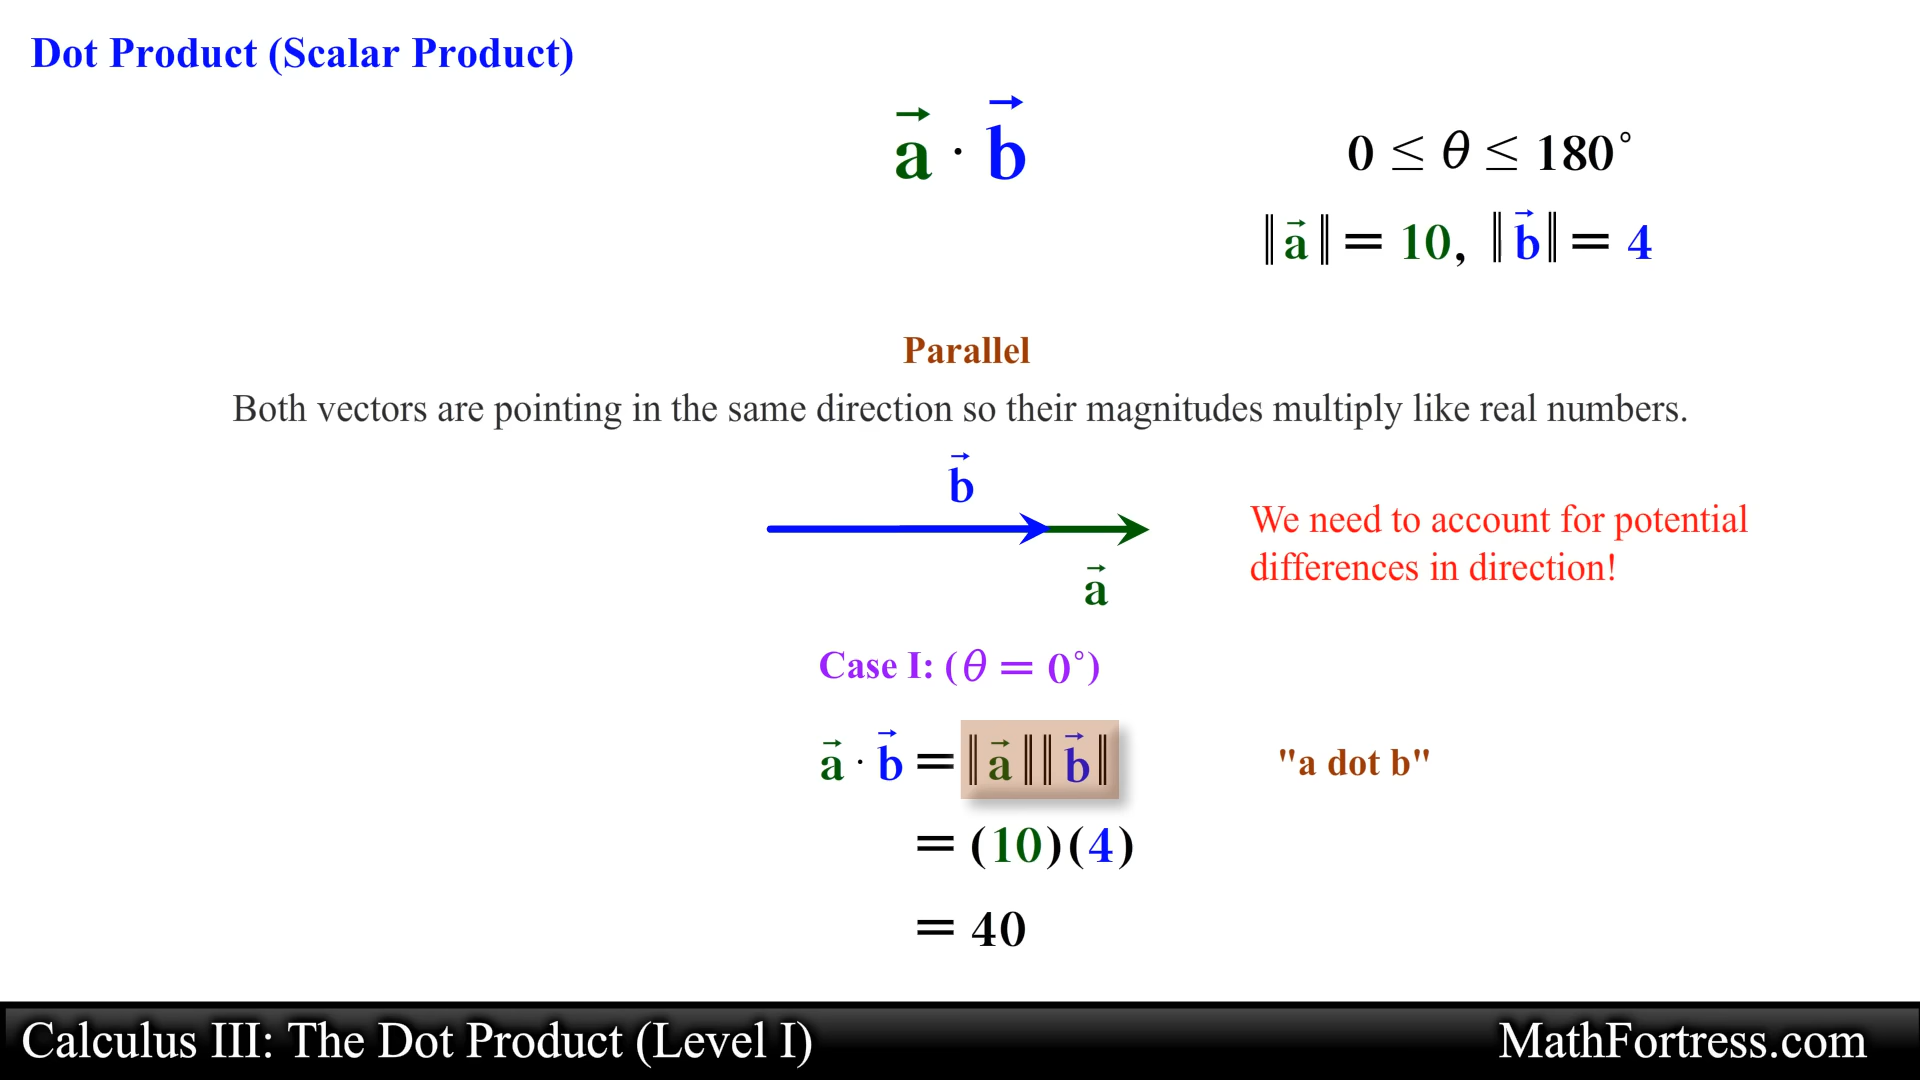 Dot Product (Scalar Product)
a⃗ · b⃗
0 ≤ θ ≤ 180°
‖a⃗‖ = 10, ‖b⃗‖ = 4
Parallel
Both vectors are pointing in the same direction so their magnitudes multiply like real numbers.
b⃗
We need to account for potential
differences in direction!
a⃗
Case I: (θ = 0°)
a⃗ · b⃗ = ‖a⃗‖‖b⃗‖
"a dot b"
= (10)(4)
= 40
Calculus III: The Dot Product (Level I)
MathFortress.com